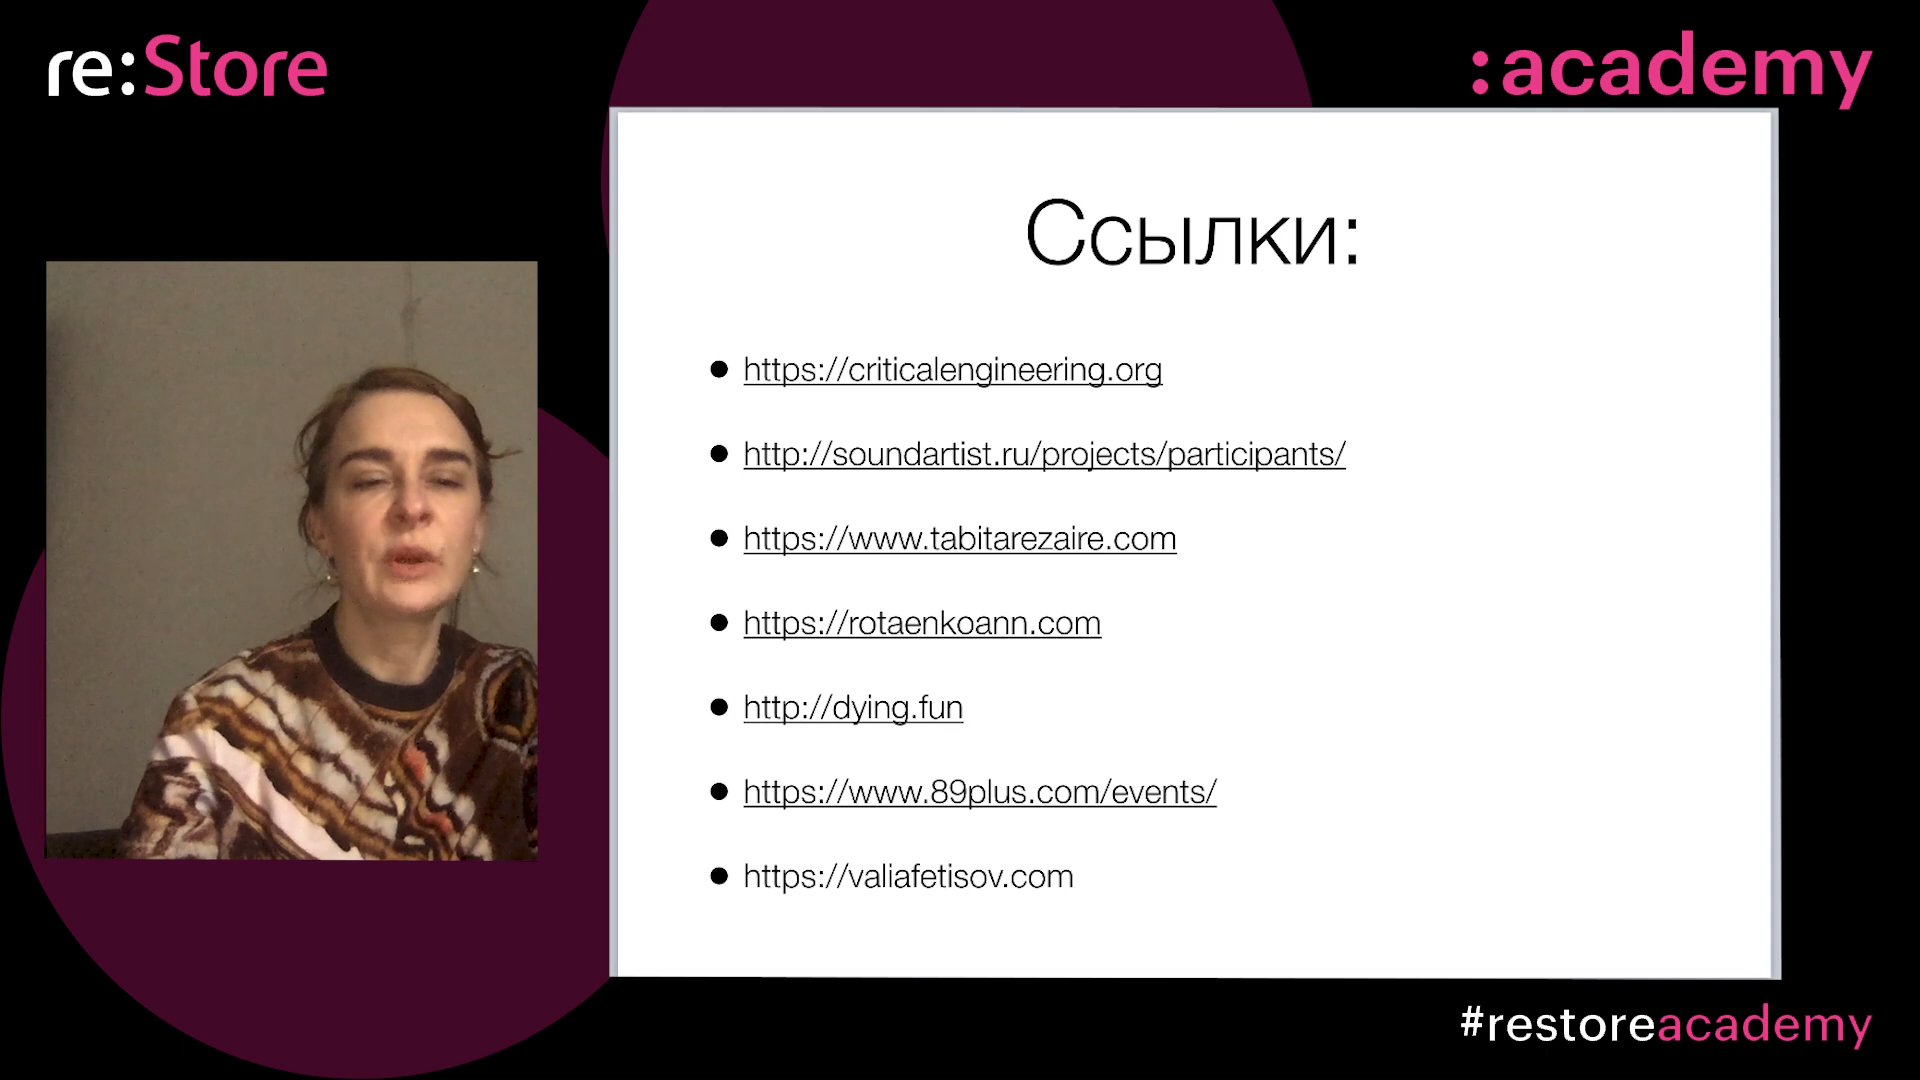 re:Store
:academy
Ссылки:
https://criticalengineering.org
http://soundartist.ru/projects/participants/
https://www.tabitarezaire.com
https://rotaenkoann.com
http://dying.fun
https://www.89plus.com/events/
https://valiafetisov.com
#restoreacademy